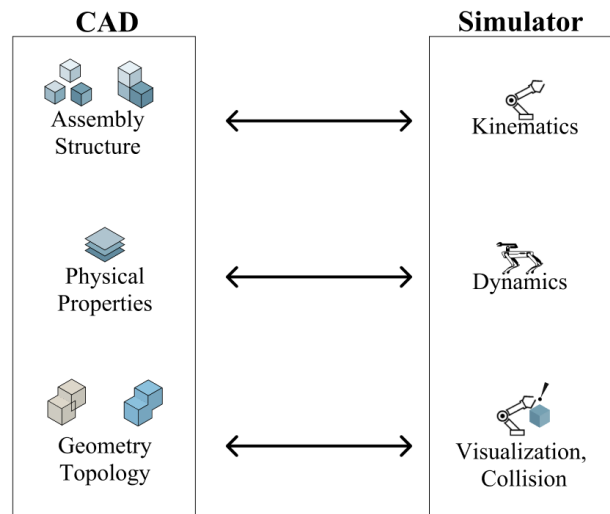 CAD
Simulator
Assembly
Structure
Kinematics
Physical
Properties
Dynamics
Geometry
Topology
Visualization,
Collision